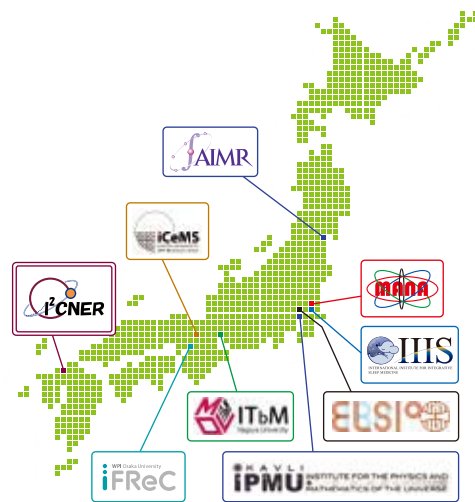 AIMR
iCeMS
I²CNER
MANA
IIIS
INTERNATIONAL INSTITUTE FOR INTEGRATIVE
SLEEP MEDICINE
ITbM
Nagoya University
ELSI
WPI Osaka University
iFReC
KAVLI
IPMU INSTITUTE FOR THE PHYSICS AND
MATHEMATICS OF THE UNIVERSE